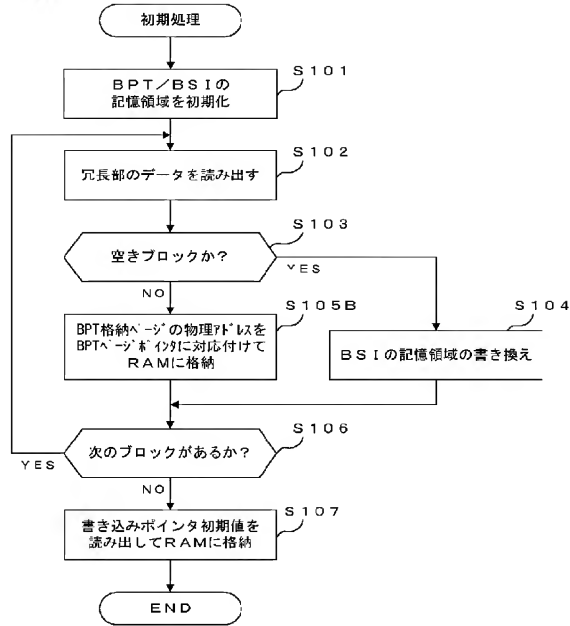 初期処理
S101
BPT/BSIの
記憶領域を初期化
S102
冗長部のデータを読み出す
S103
空きブロックか?
YES
NO
S105B
S104
BPT格納ページの物理アドレスを
BPTページポインタに対応付けて
RAMに格納
BSIの記憶領域の書き換え
S106
次のブロックがあるか?
YES
NO
S107
書き込みポインタ初期値を
読み出してRAMに格納
END